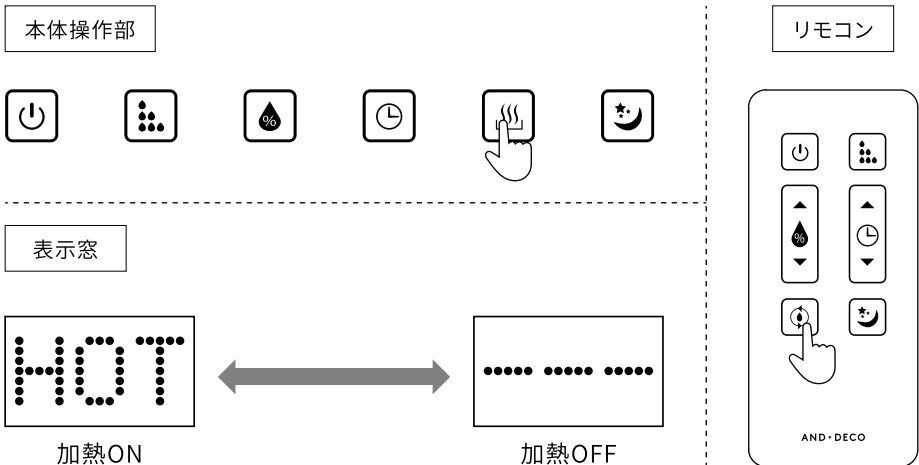 本体操作部
リモコン
%
%
表示窓
HOT
----- ----- -----
加熱ON
加熱OFF
AND・DECO